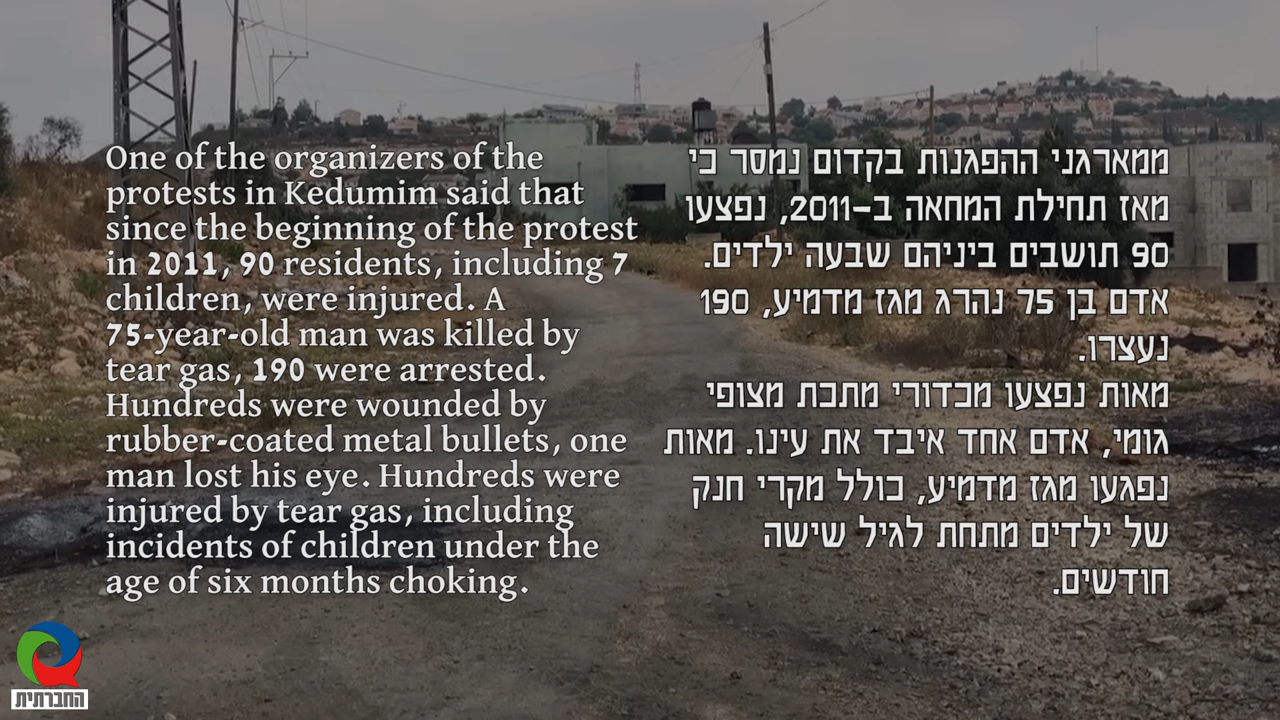 One of the organizers of the
protests in Kedumim said that
since the beginning of the protest
in 2011, 90 residents, including 7
children, were injured. A
75-year-old man was killed by
tear gas, 190 were arrested.
Hundreds were wounded by
rubber-coated metal bullets, one
man lost his eye. Hundreds were
injured by tear gas, including
incidents of children under the
age of six months choking.
ממארגני ההפגנות בקדום נמסר כי
מאז תחילת המחאה ב-2011, נפצעו
90 תושבים ביניהם שבעה ילדים.
אדם בן 75 נהרג מגז מדמיע, 190
נעצרו.
מאות נפצעו מכדורי מתכת מצופי
גומי, אדם אחד איבד את עינו. מאות
נפגעו מגז מדמיע, כולל מקרי חנק
של ילדים מתחת לגיל שישה
חודשים.
החברתית